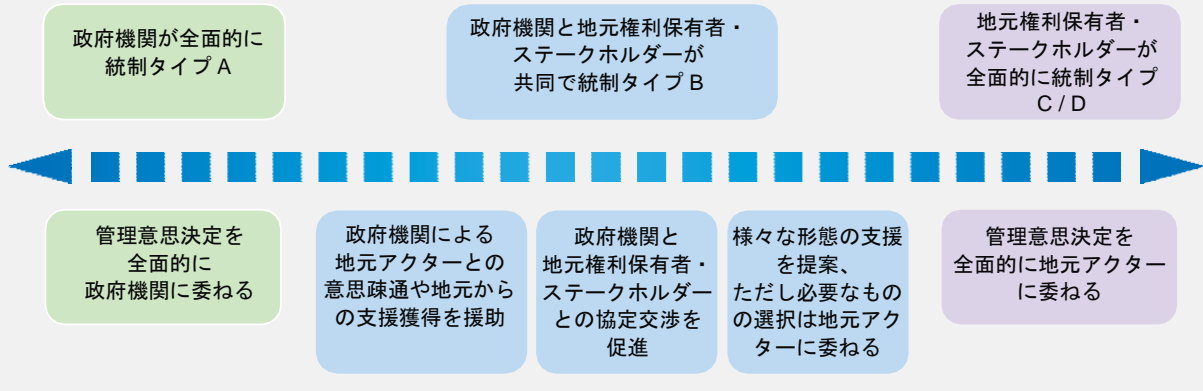 政府機関が全面的に
統制タイプ A
政府機関と地元権利保有者・
ステークホルダーが
共同で統制タイプ B
地元権利保有者・
ステークホルダーが
全面的に統制タイプ
C / D
管理意思決定を
全面的に
政府機関に委ねる
政府機関による
地元アクターとの
意思疎通や地元から
の支援獲得を援助
政府機関と
地元権利保有者・
ステークホルダー
との協定交渉を
促進
様々な形態の支援
を提案、
ただし必要なもの
の選択は地元アク
ターに委ねる
管理意思決定を
全面的に地元アクター
に委ねる